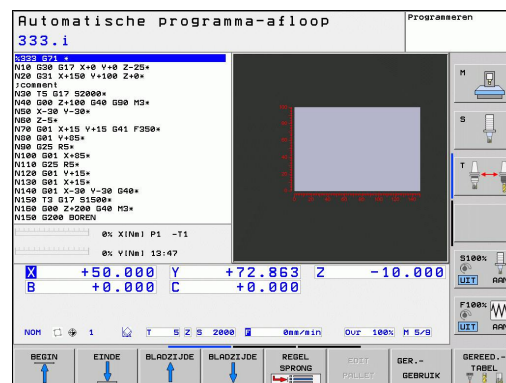 Automatische programma-afloop
Programmeren
333.i
%333 G71 *
N10 G30 G17 X+0 Y+0 Z-25*
N20 G31 X+150 Y+100 Z+0*
;comment
N30 T5 G17 S2000*
N40 G00 Z+100 G40 G90 M3*
N50 X-30 Y-30*
N60 Z-5*
N70 G01 X+15 Y+15 G41 F350*
N80 G01 Y+85*
N90 G25 R5*
N100 G01 X+85*
N110 G25 R5*
N120 G01 Y+15*
N130 G01 X+15*
N140 G01 X-30 Y-30 G40*
N150 T3 G17 S1500*
N150 G00 Z+200 G40 M3*
N150 G200 BOREN
0% X[Nm] P1 -T1
0% Y[Nm] 13:47
X +50.000 Y +72.863 Z -10.000
B +0.000 C +0.000
NOM 1 T 5 Z S 2000 F 0mm/min Ovr 100% M 5/9
M
S
T
S100%
UIT AAN
F100%
UIT AAN
BEGIN
EINDE
BLADZIJDE
BLADZIJDE
REGEL
SPRONG
EDIT
PALLET
GER.-
GEBRUIK
GEREED.-
TABEL